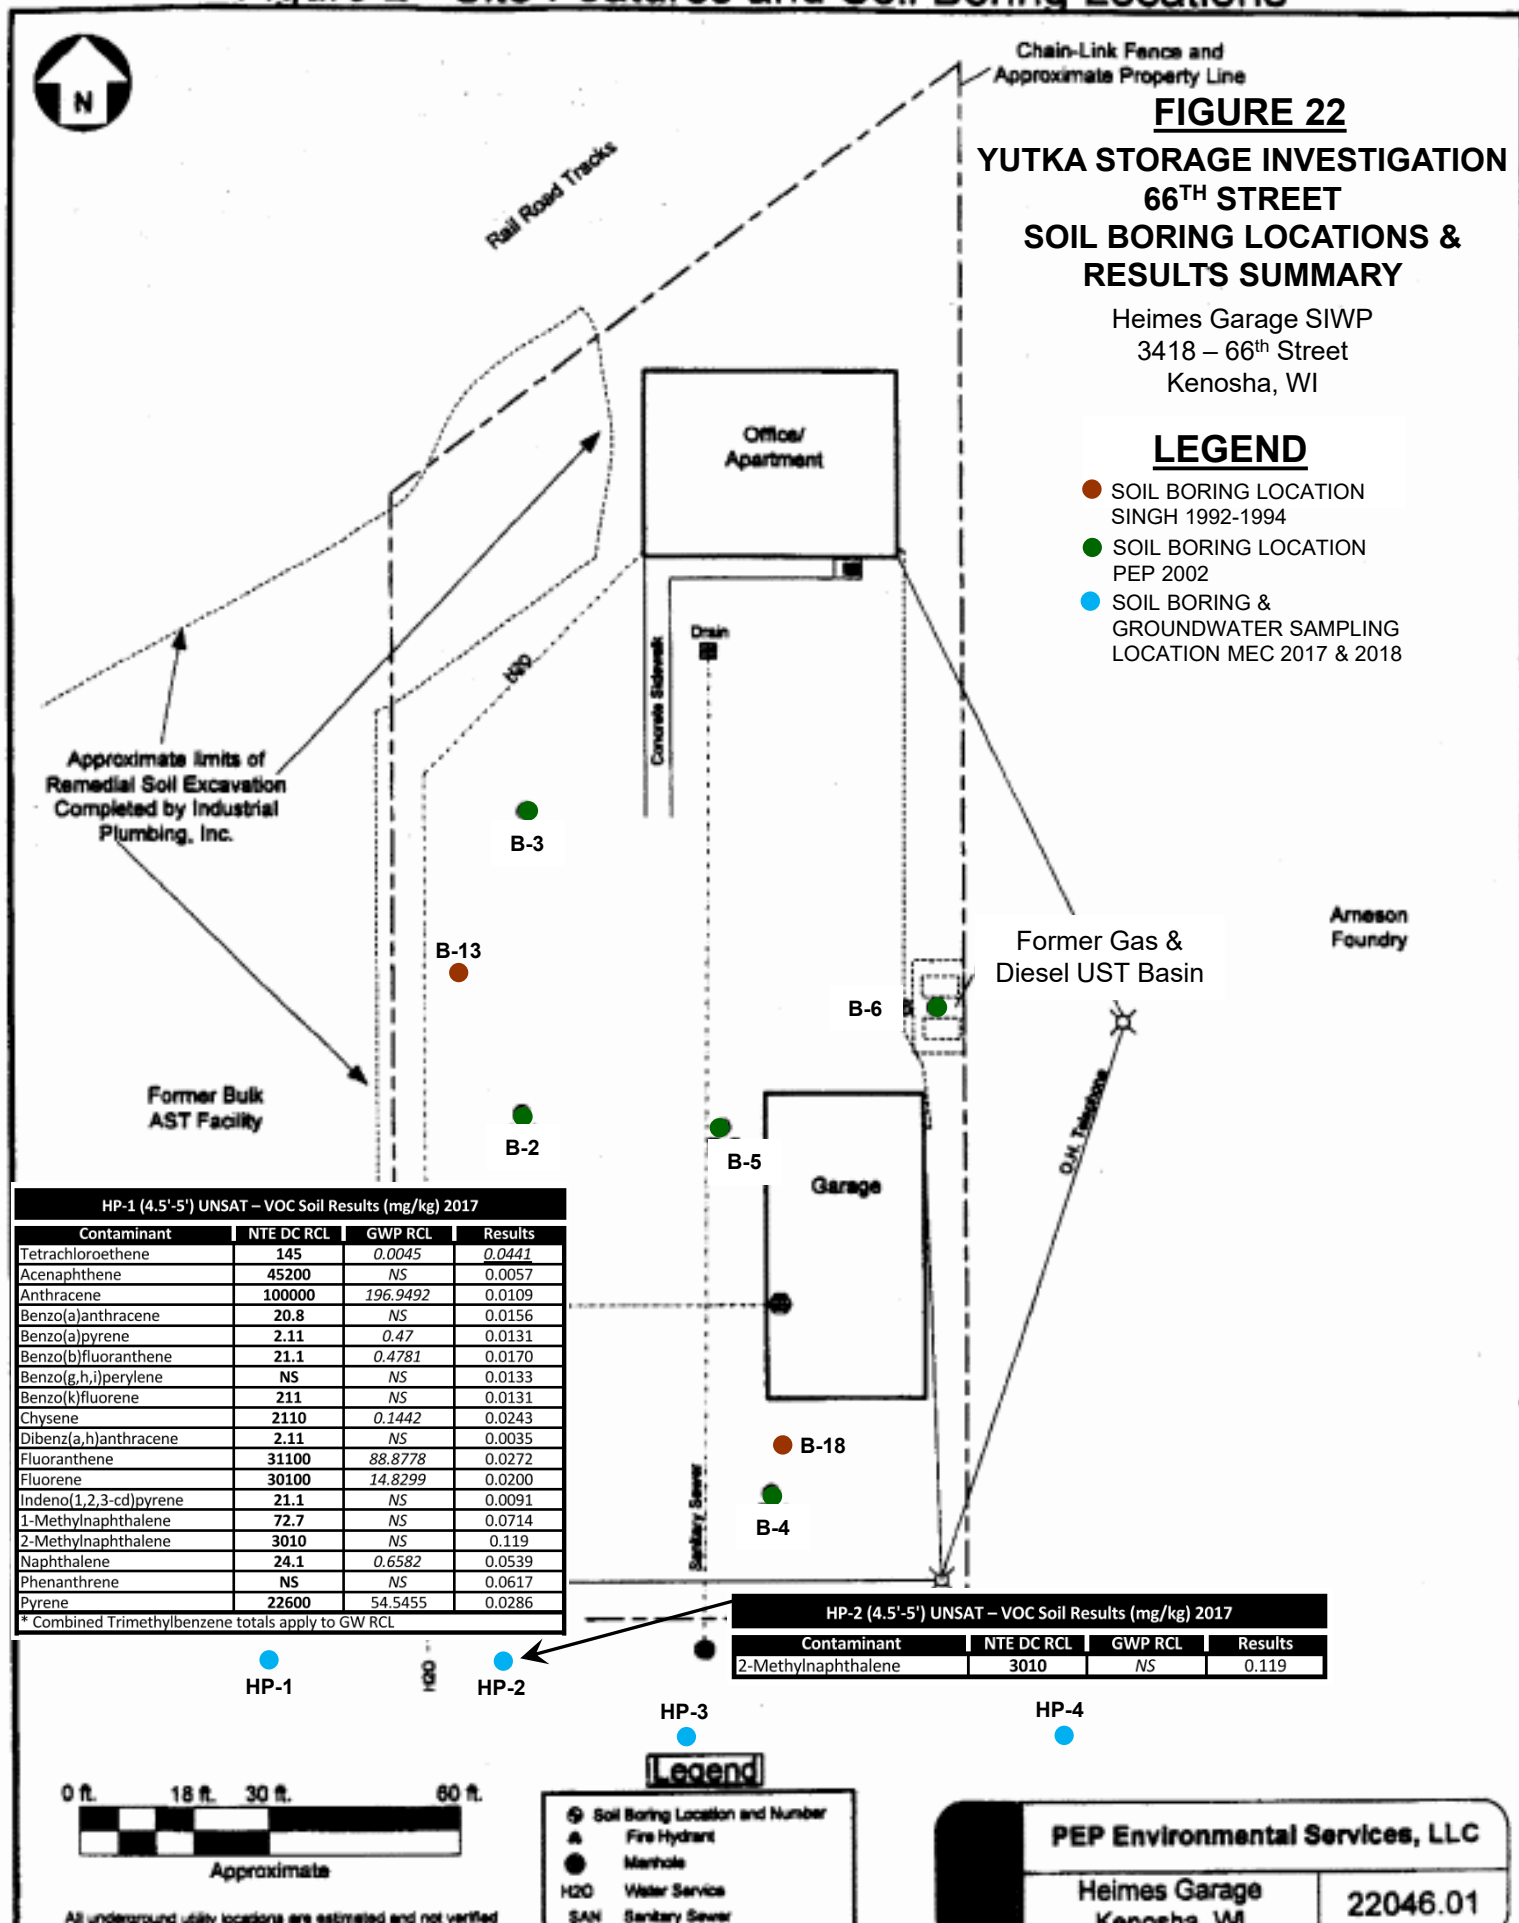 Figure 2 Site Features and Soil Boring Locations
N
Chain-Link Fence and
Approximate Property Line
FIGURE 22
YUTKA STORAGE INVESTIGATION
66TH STREET
SOIL BORING LOCATIONS &
RESULTS SUMMARY
Heimes Garage SIWP
3418 – 66th Street
Kenosha, WI
LEGEND
SOIL BORING LOCATION
SINGH 1992-1994
SOIL BORING LOCATION
PEP 2002
SOIL BORING &
GROUNDWATER SAMPLING
LOCATION MEC 2017 & 2018
Rail Road Tracks
Office/
Apartment
Drain
H2O
Concrete Sidewalk
Approximate limits of
Remedial Soil Excavation
Completed by Industrial
Plumbing, Inc.
B-3
B-13
Former Gas &
Diesel UST Basin
Arneson
Foundry
B-6
Former Bulk
AST Facility
B-2
B-5
Garage
O.H. Telephone
HP-1 (4.5'-5') UNSAT – VOC Soil Results (mg/kg) 2017
Contaminant NTE DC RCL GWP RCL Results
Tetrachloroethene 145 0.0045 0.0441
Acenaphthene 45200 NS 0.0057
Anthracene 100000 196.9492 0.0109
Benzo(a)anthracene 20.8 NS 0.0156
Benzo(a)pyrene 2.11 0.47 0.0131
Benzo(b)fluoranthene 21.1 0.4781 0.0170
Benzo(g,h,i)perylene NS NS 0.0133
Benzo(k)fluorene 211 NS 0.0131
Chysene 2110 0.1442 0.0243
Dibenz(a,h)anthracene 2.11 NS 0.0035
Fluoranthene 31100 88.8778 0.0272
Fluorene 30100 14.8299 0.0200
Indeno(1,2,3-cd)pyrene 21.1 NS 0.0091
1-Methylnaphthalene 72.7 NS 0.0714
2-Methylnaphthalene 3010 NS 0.119
Naphthalene 24.1 0.6582 0.0539
Phenanthrene NS NS 0.0617
Pyrene 22600 54.5455 0.0286
* Combined Trimethylbenzene totals apply to GW RCL
B-18
B-4
Sanitary Sewer
HP-2 (4.5'-5') UNSAT – VOC Soil Results (mg/kg) 2017
Contaminant NTE DC RCL GWP RCL Results
2-Methylnaphthalene 3010 NS 0.119
HP-1
H2O
HP-2
HP-3
HP-4
0 ft. 18 ft. 30 ft. 60 ft.
Approximate
All underground utility locations are estimated and not verified
Legend
Soil Boring Location and Number
Fire Hydrant
Manhole
H2O Water Service
SAN Sanitary Sewer
PEP Environmental Services, LLC
Heimes Garage
Kenosha, WI
22046.01